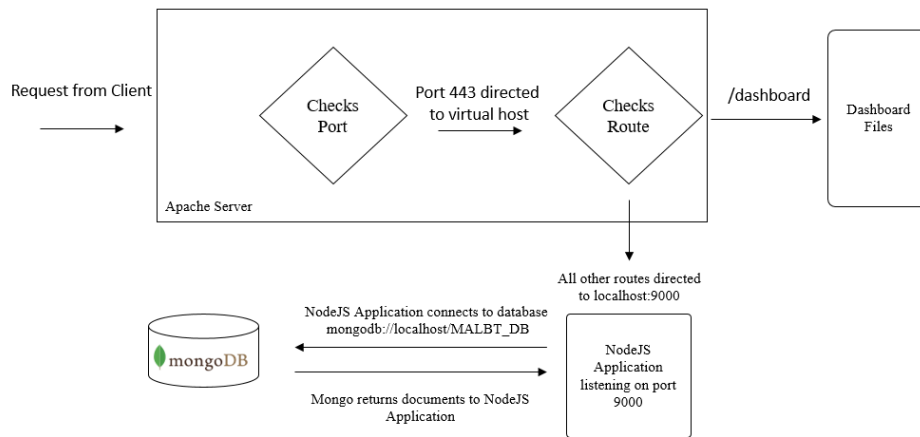 Request from Client
Checks
Port
Port 443 directed
to virtual host
Checks
Route
/dashboard
Dashboard
Files
Apache Server
All other routes directed
to localhost:9000
NodeJS Application connects to database
mongodb://localhost/MALBT_DB
mongoDB
NodeJS
Application
listening on port
9000
Mongo returns documents to NodeJS
Application